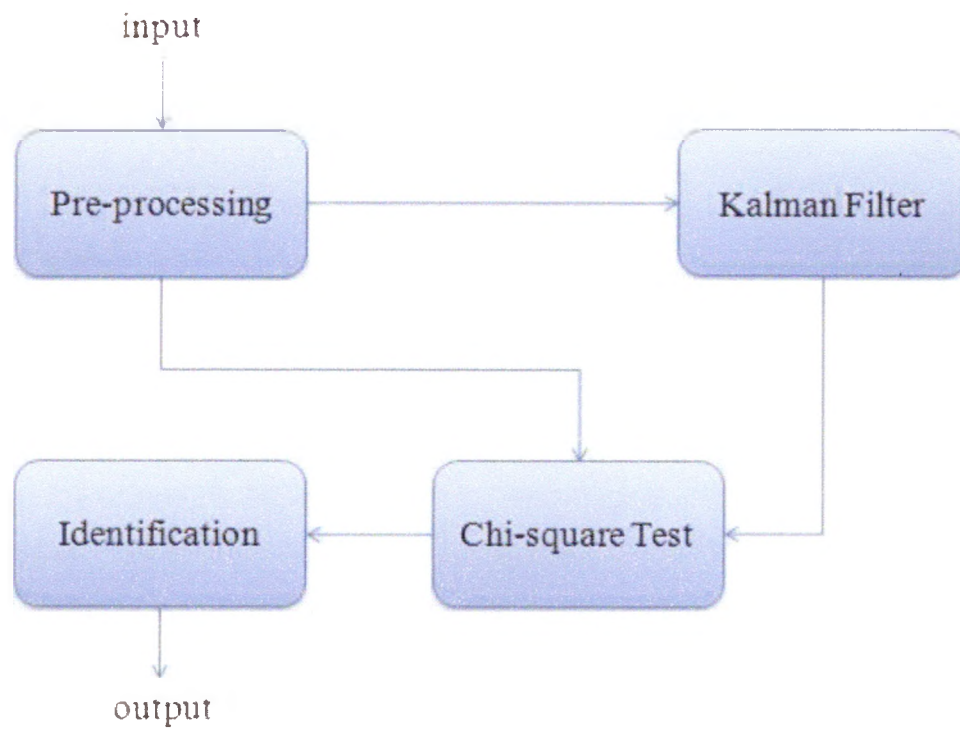 input
Pre-processing
Kalman Filter
Identification
Chi-square Test
output